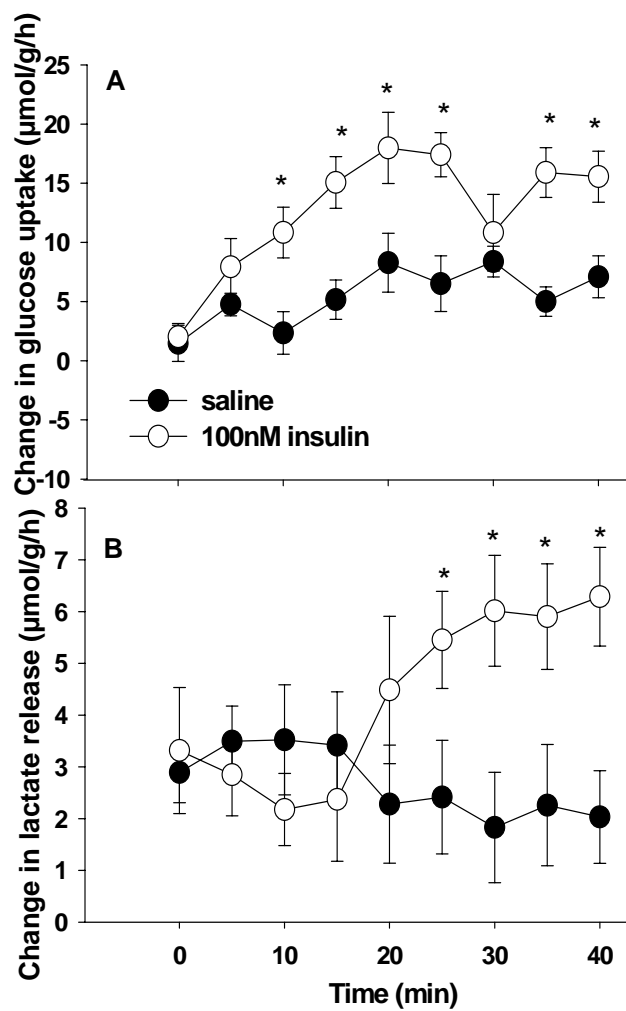 A
Change in glucose uptake (μmol/g/h)
25
20
15
10
5
0
-5
-10
* * * * * *
saline
100nM insulin
B
Change in lactate release (μmol/g/h)
8
7
6
5
4
3
2
1
0
* * * *
0 10 20 30 40
Time (min)